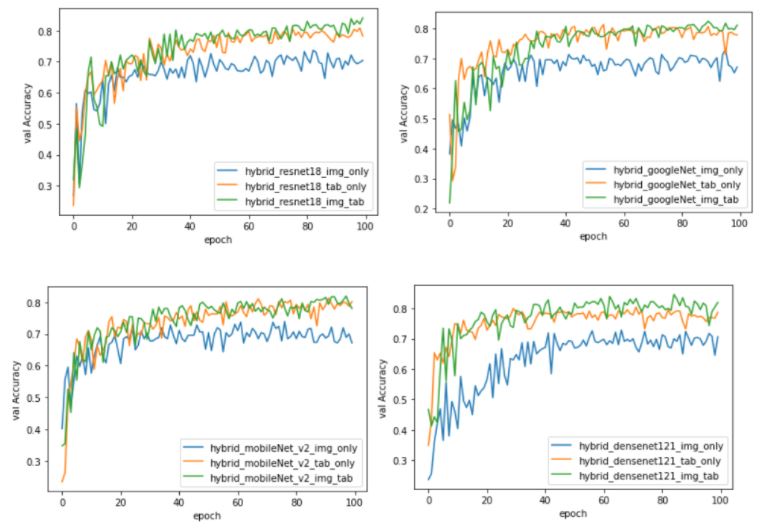 0.8
0.7
0.6
0.5
0.4
0.3
val Accuracy
0 20 40 60 80 100
epoch
hybrid_resnet18_img_only
hybrid_resnet18_tab_only
hybrid_resnet18_img_tab
0.8
0.7
0.6
0.5
0.4
0.3
0.2
val Accuracy
0 20 40 60 80 100
epoch
hybrid_googleNet_img_only
hybrid_googleNet_tab_only
hybrid_googleNet_img_tab
0.8
0.7
0.6
0.5
0.4
0.3
val Accuracy
0 20 40 60 80 100
epoch
hybrid_mobileNet_v2_img_only
hybrid_mobileNet_v2_tab_only
hybrid_mobileNet_v2_img_tab
0.8
0.7
0.6
0.5
0.4
0.3
val Accuracy
0 20 40 60 80 100
epoch
hybrid_densenet121_img_only
hybrid_densenet121_tab_only
hybrid_densenet121_img_tab